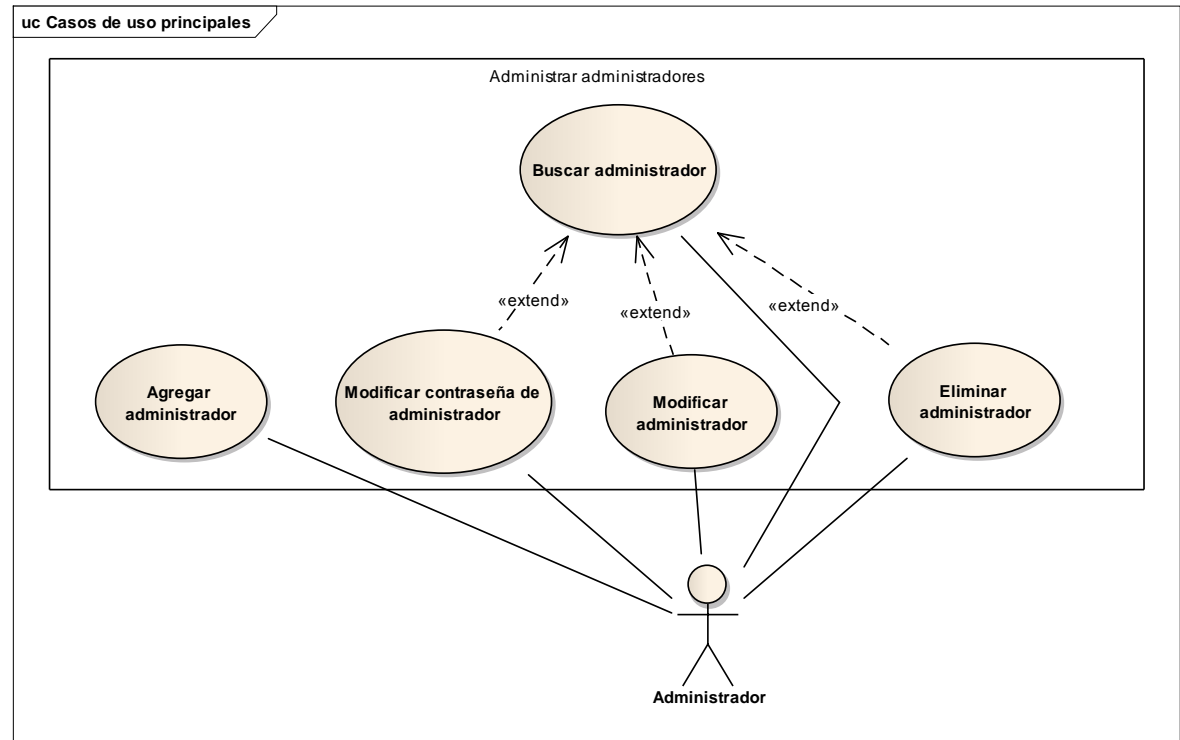 uc Casos de uso principales
Administrar administradores
Buscar administrador
«extend»
«extend»
«extend»
Agregar
administrador
Modificar contraseña de
administrador
Modificar
administrador
Eliminar
administrador
Administrador